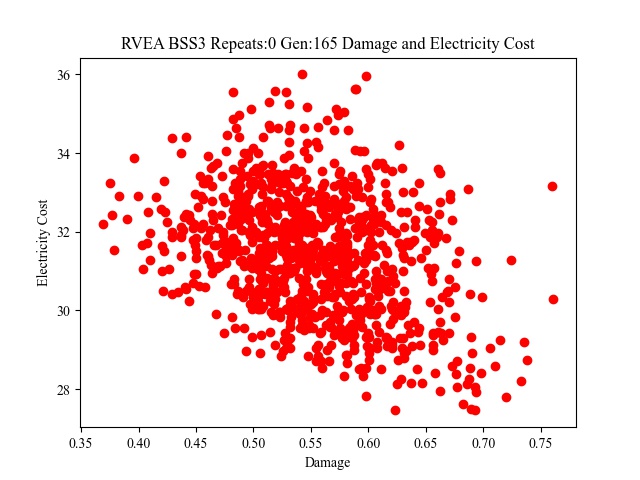 RVEA BSS3 Repeats:0 Gen:165 Damage and Electricity Cost
36
34
32
30
28
Electricity Cost
0.35 0.40 0.45 0.50 0.55 0.60 0.65 0.70 0.75
Damage